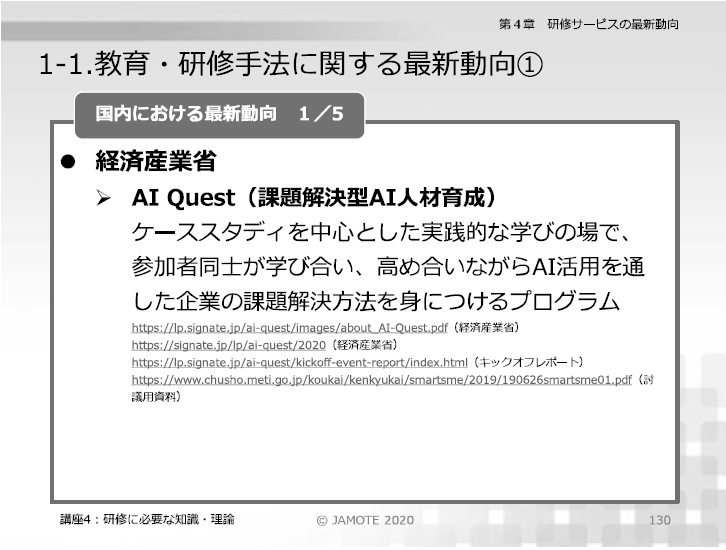 第４章　研修サービスの最新動向
1-1.教育・研修手法に関する最新動向①
国内における最新動向　１／5
● 経済産業省
➢ AI Quest（課題解決型AI人材育成）
ケーススタディを中心とした実践的な学びの場で、
参加者同士が学び合い、高め合いながらAI活用を通
した企業の課題解決方法を身につけるプログラム
https://lp.signate.jp/ai-quest/images/about_AI-Quest.pdf（経済産業省）
https://signate.jp/lp/ai-quest/2020（経済産業省）
https://lp.signate.jp/ai-quest/kickoff-event-report/index.html（キックオフレポート）
https://www.chusho.meti.go.jp/koukai/kenkyukai/smartsme/2019/190626smartsme01.pdf（討
議用資料）
講座4：研修に必要な知識・理論
© JAMOTE 2020
130